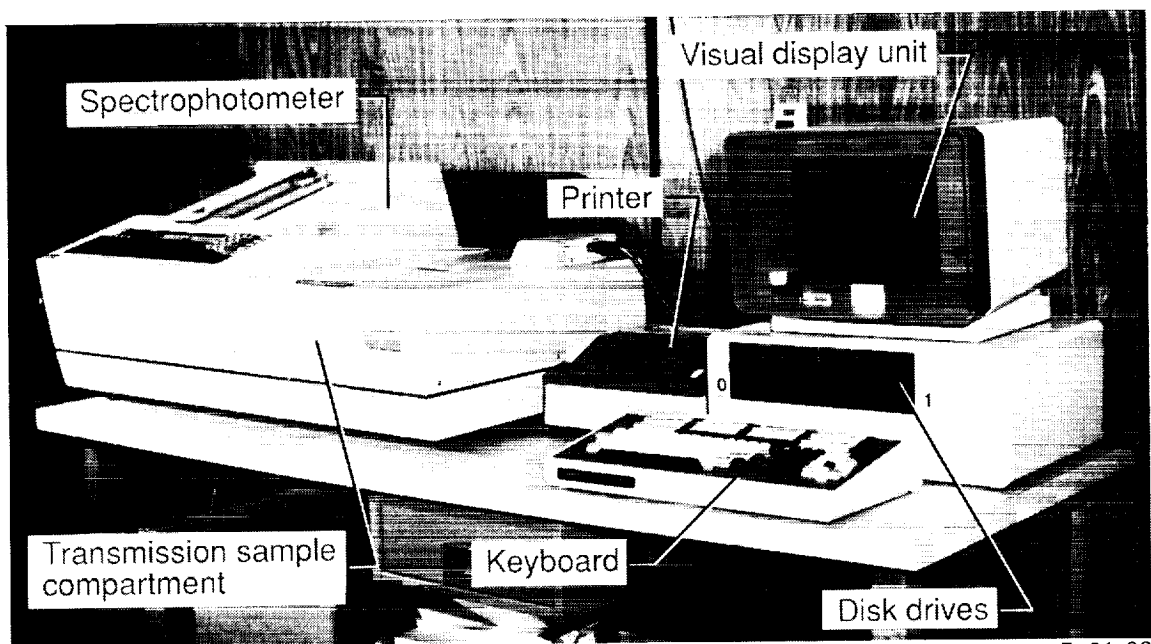 Visual display unit
Spectrophotometer
Printer
0
1
Transmission sample
compartment
Keyboard
Disk drives